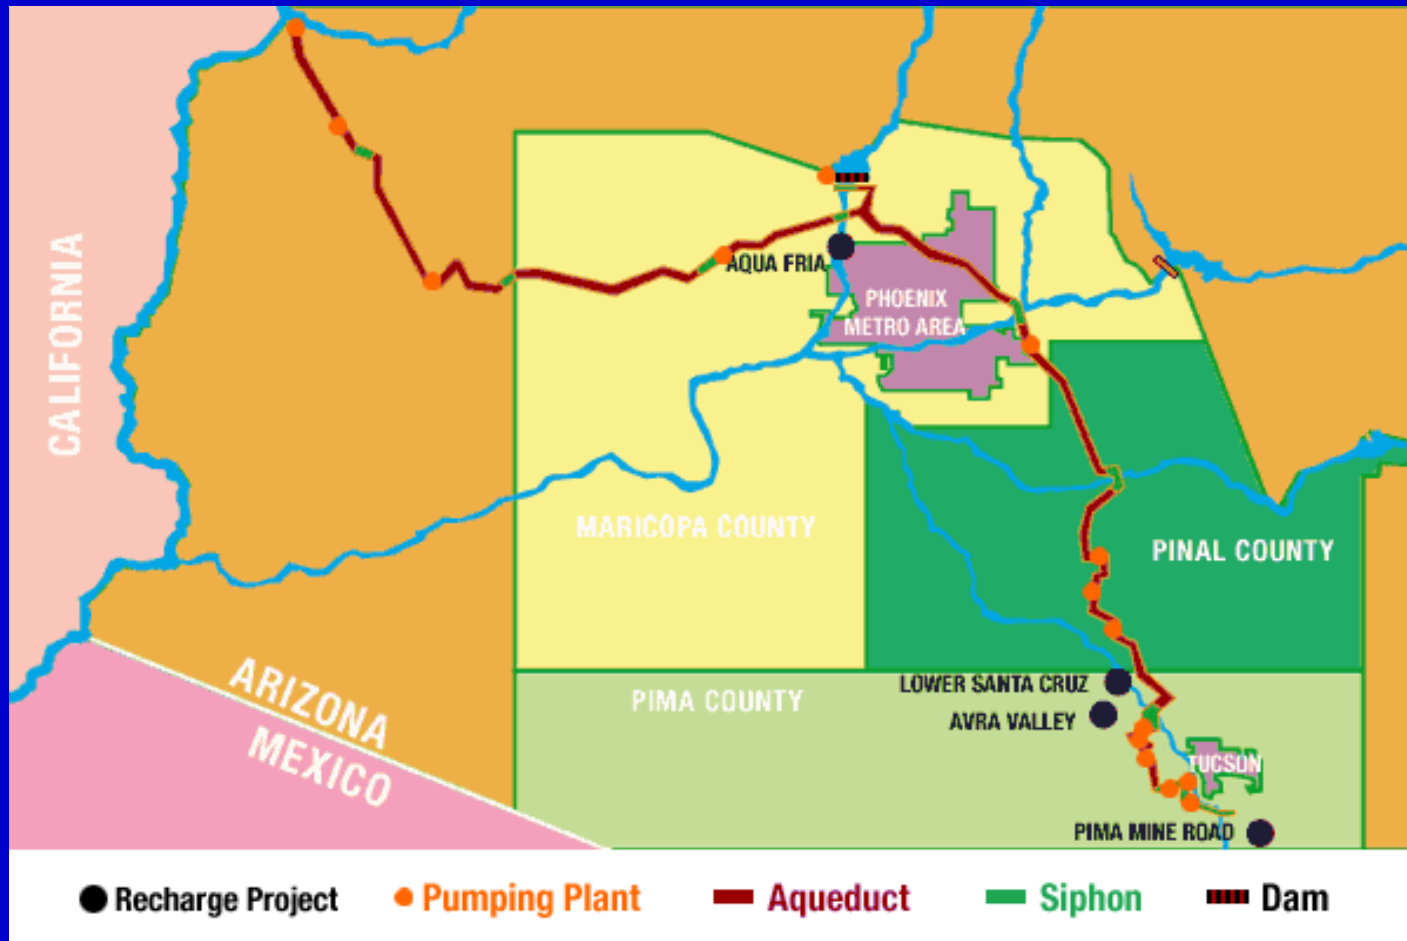 CALIFORNIA
AQUA FRIA
PHOENIX
METRO AREA
MARICOPA COUNTY
PINAL COUNTY
ARIZONA
MEXICO
PIMA COUNTY
LOWER SANTA CRUZ
AVRA VALLEY
TUCSON
PIMA MINE ROAD
Recharge Project
Pumping Plant
Aqueduct
Siphon
Dam